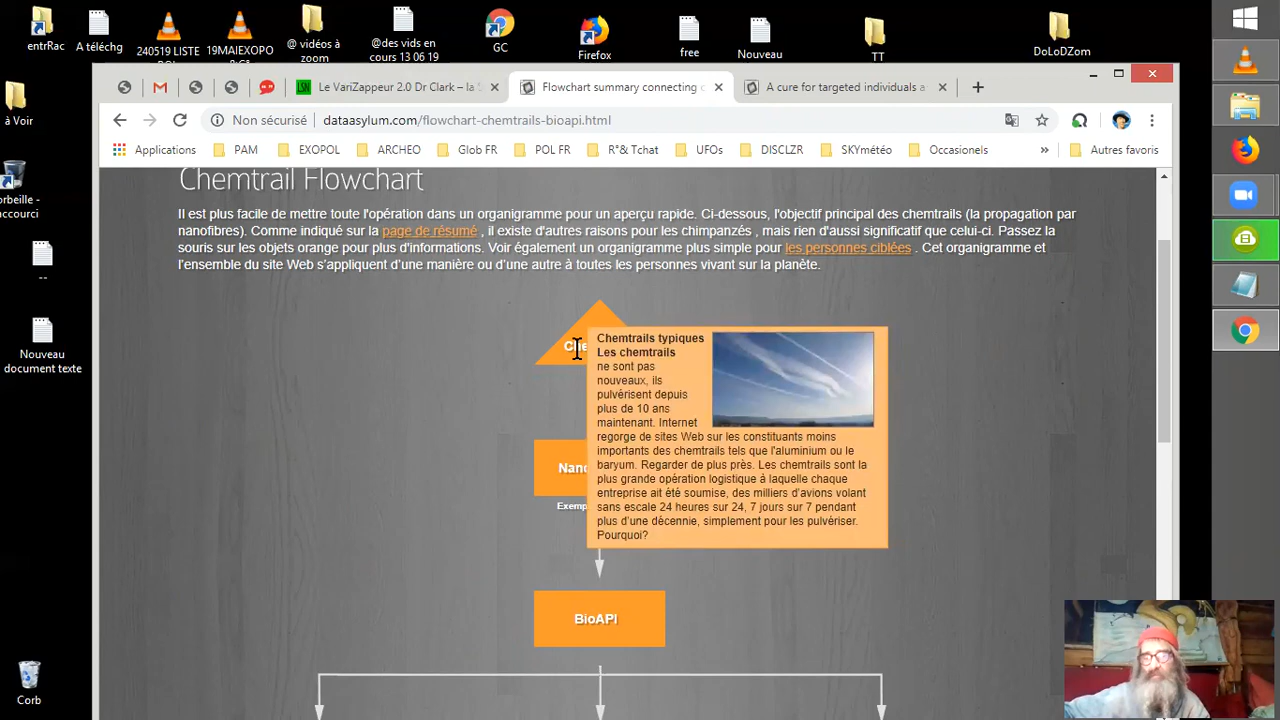 entrRac
A téléchg
240519 LISTE
19MAIEXPO
@ vidéos à
zoom
@des vids en
cours 13 06 19
GC
Firefox
free
Nouveau
TT
DoLoDZom
à Voir
orbeille -
accourci
--
Nouveau
document texte
Corb
Le VariZappeur 2.0 Dr Clark – la
Flowchart summary connecting
A cure for targeted individuals
Non sécurisé
dataasylum.com/flowchart-chemtrails-bioapi.html
Applications
PAM
EXOPOL
ARCHEO
Glob FR
POL FR
R°& Tchat
UFOs
DISCLZR
SKYmétéo
Occasionels
»
Autres favoris
Chemtrail Flowchart
Il est plus facile de mettre toute l'opération dans un organigramme pour un aperçu rapide. Ci-dessous, l'objectif principal des chemtrails (la propagation par
nanofibres). Comme indiqué sur la page de résumé , il existe d'autres raisons pour les chimpanzés , mais rien d'aussi significatif que celui-ci. Passez la
souris sur les objets orange pour plus d'informations. Voir également un organigramme plus simple pour les personnes ciblées . Cet organigramme et
l'ensemble du site Web s'appliquent d'une manière ou d'une autre à toutes les personnes vivant sur la planète.
Chemtrails typiques
Les chemtrails
ne sont pas
nouveaux, ils
pulvérisent depuis
plus de 10 ans
maintenant. Internet
regorge de sites Web sur les constituants moins
importants des chemtrails tels que l'aluminium ou le
baryum. Regarder de plus près. Les chemtrails sont la
plus grande opération logistique à laquelle chaque
entreprise ait été soumise, des milliers d'avions volant
sans escale 24 heures sur 24, 7 jours sur 7 pendant
plus d'une décennie, simplement pour les pulvériser.
Pourquoi?
Nano
Exemp
BioAPI